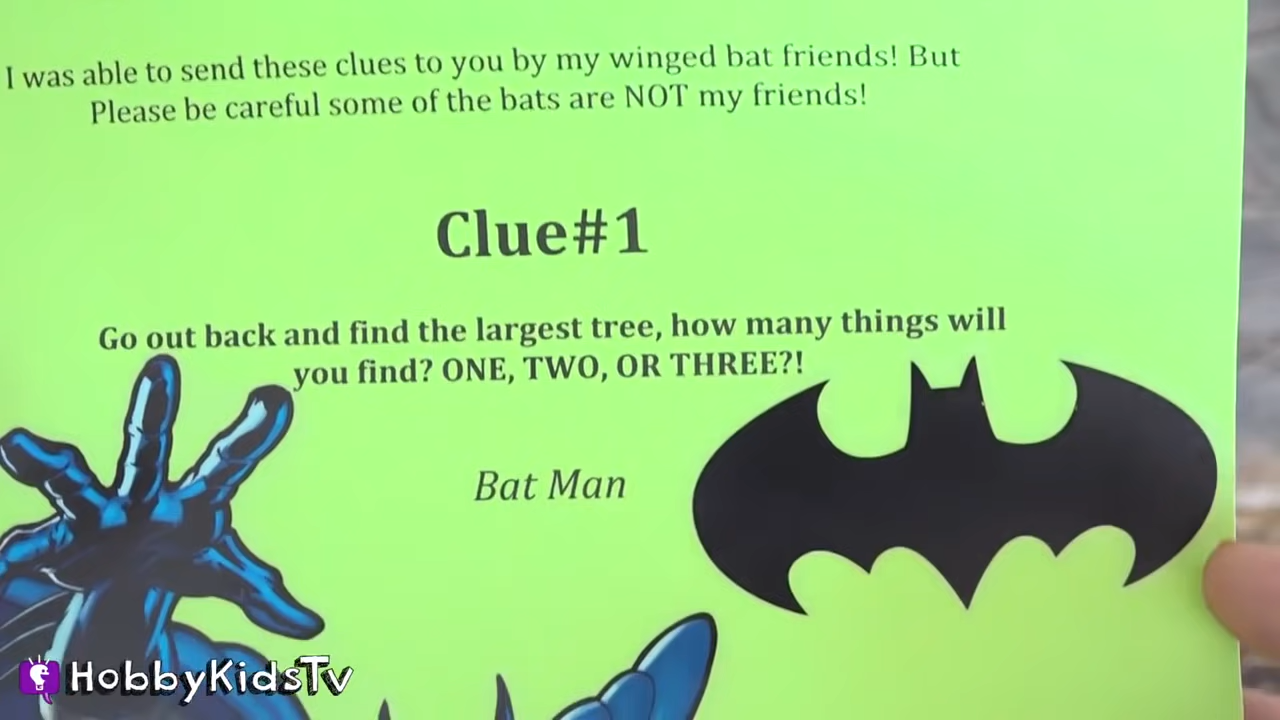 I was able to send these clues to you by my winged bat friends! But
Please be careful some of the bats are NOT my friends!
Clue#1
Go out back and find the largest tree, how many things will
you find? ONE, TWO, OR THREE?!
Bat Man
HobbyKidsTv